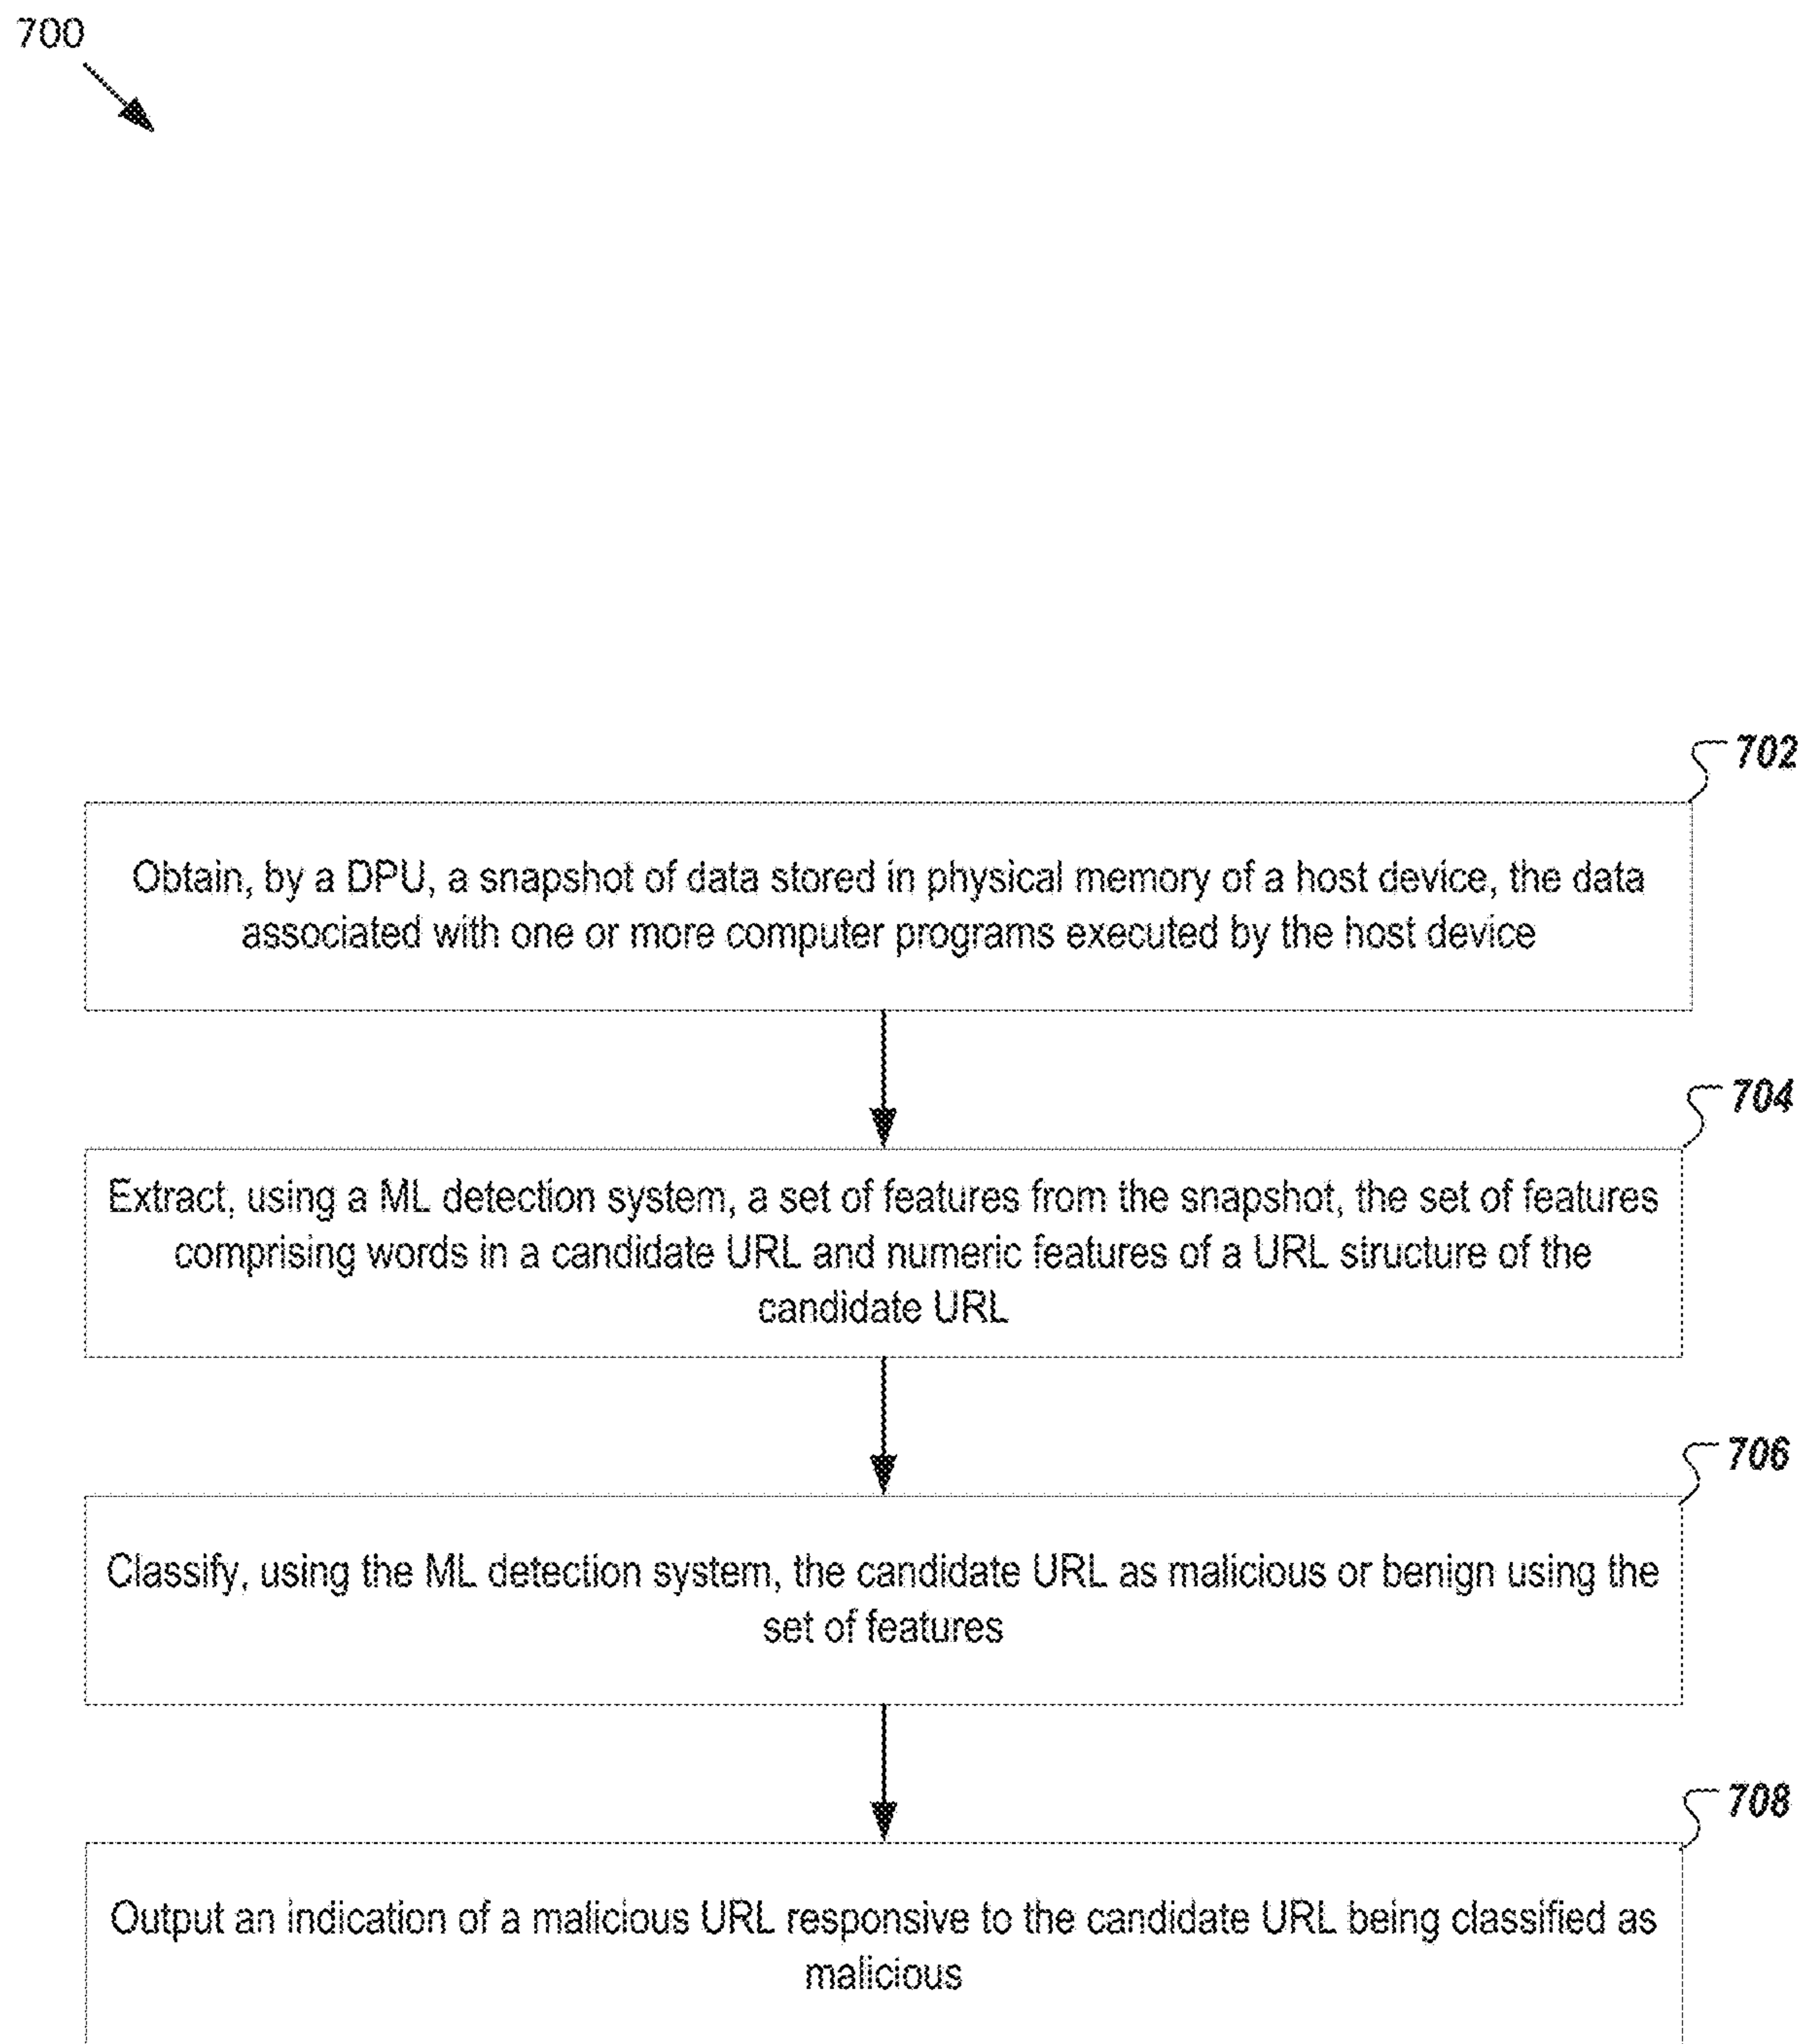 700
702
Obtain, by a DPU, a snapshot of data stored in physical memory of a host device, the data
associated with one or more computer programs executed by the host device
704
Extract, using a ML detection system, a set of features from the snapshot, the set of features
comprising words in a candidate URL and numeric features of a URL structure of the
candidate URL
706
Classify, using the ML detection system, the candidate URL as malicious or benign using the
set of features
708
Output an indication of a malicious URL responsive to the candidate URL being classified as
malicious